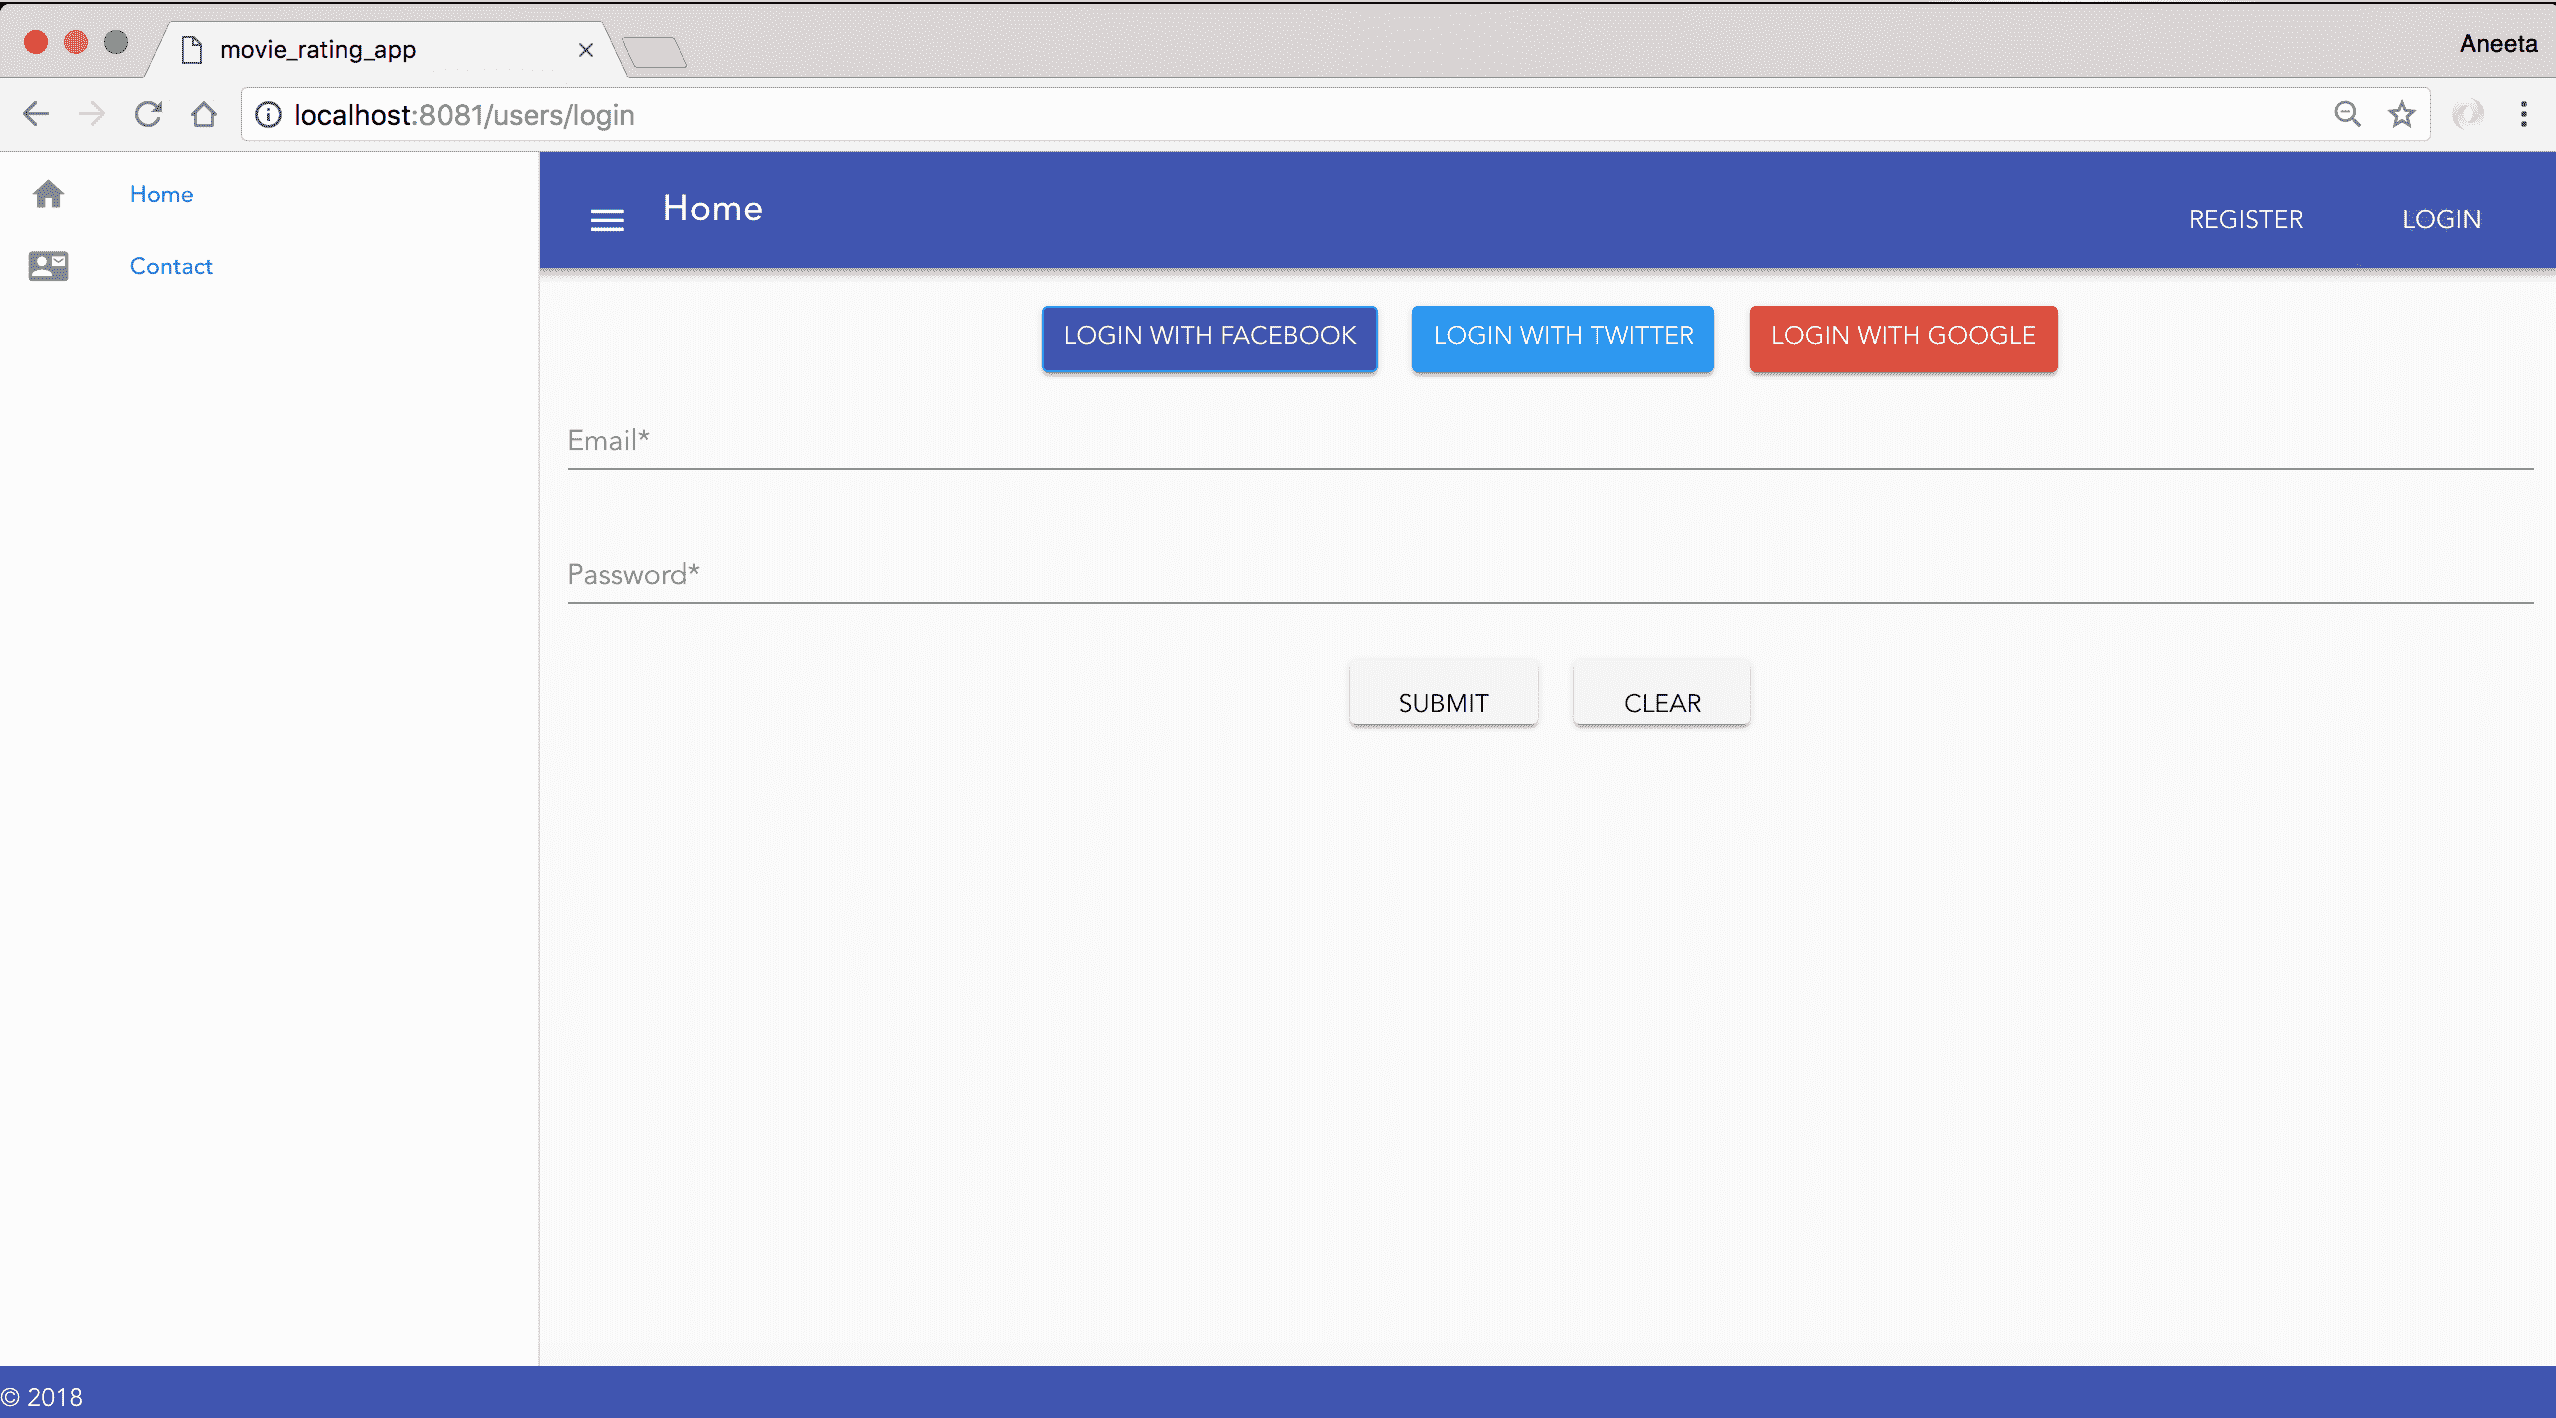 movie_rating_app
Aneeta
localhost:8081/users/login
Home
Contact
Home
REGISTER
LOGIN
LOGIN WITH FACEBOOK
LOGIN WITH TWITTER
LOGIN WITH GOOGLE
Email*
Password*
SUBMIT
CLEAR
© 2018